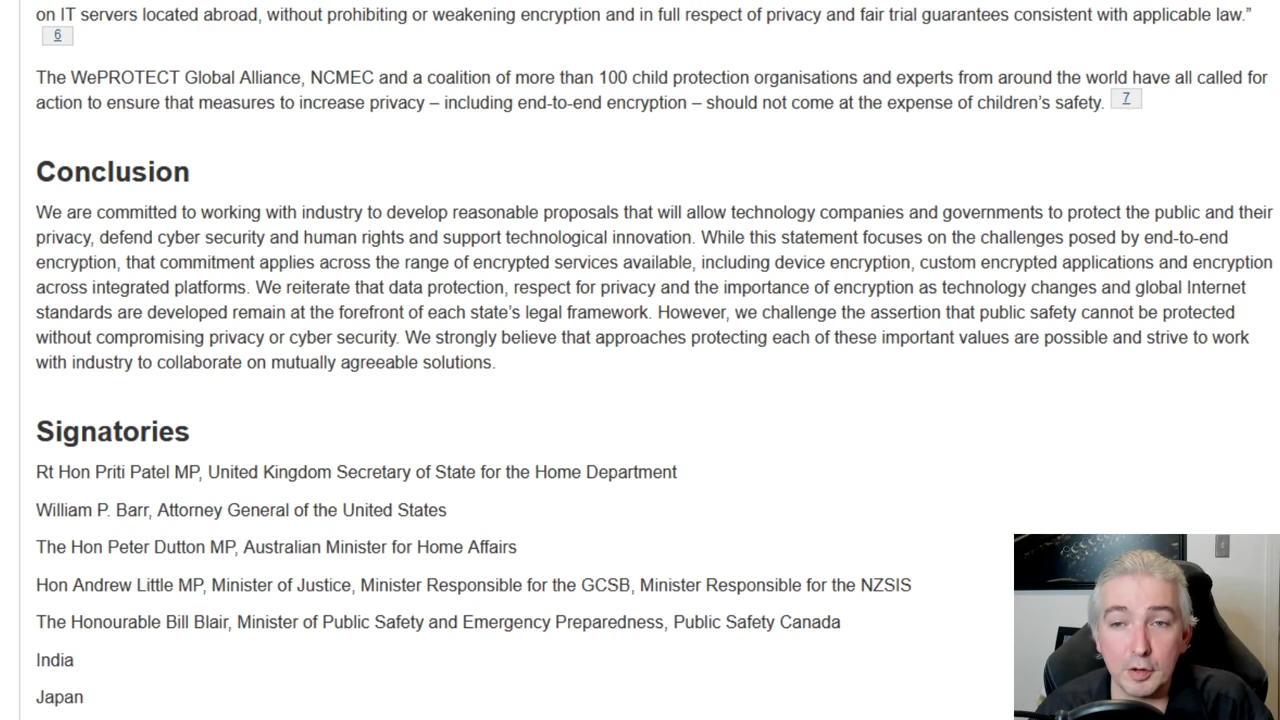 on IT servers located abroad, without prohibiting or weakening encryption and in full respect of privacy and fair trial guarantees consistent with applicable law.”
6
The WePROTECT Global Alliance, NCMEC and a coalition of more than 100 child protection organisations and experts from around the world have all called for
action to ensure that measures to increase privacy – including end-to-end encryption – should not come at the expense of children’s safety. 7
Conclusion
We are committed to working with industry to develop reasonable proposals that will allow technology companies and governments to protect the public and their
privacy, defend cyber security and human rights and support technological innovation. While this statement focuses on the challenges posed by end-to-end
encryption, that commitment applies across the range of encrypted services available, including device encryption, custom encrypted applications and encryption
across integrated platforms. We reiterate that data protection, respect for privacy and the importance of encryption as technology changes and global Internet
standards are developed remain at the forefront of each state’s legal framework. However, we challenge the assertion that public safety cannot be protected
without compromising privacy or cyber security. We strongly believe that approaches protecting each of these important values are possible and strive to work
with industry to collaborate on mutually agreeable solutions.
Signatories
Rt Hon Priti Patel MP, United Kingdom Secretary of State for the Home Department
William P. Barr, Attorney General of the United States
The Hon Peter Dutton MP, Australian Minister for Home Affairs
Hon Andrew Little MP, Minister of Justice, Minister Responsible for the GCSB, Minister Responsible for the NZSIS
The Honourable Bill Blair, Minister of Public Safety and Emergency Preparedness, Public Safety Canada
India
Japan